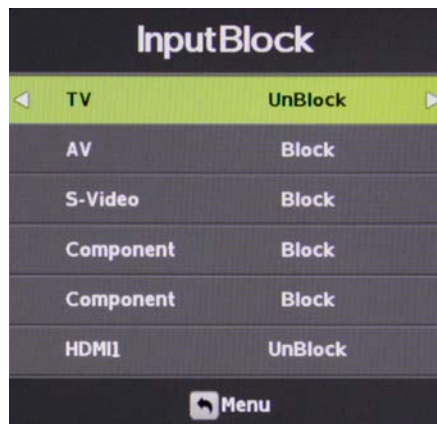 InputBlock
TV UnBlock
AV Block
S-Video Block
Component Block
Component Block
HDMI1 UnBlock
Menu